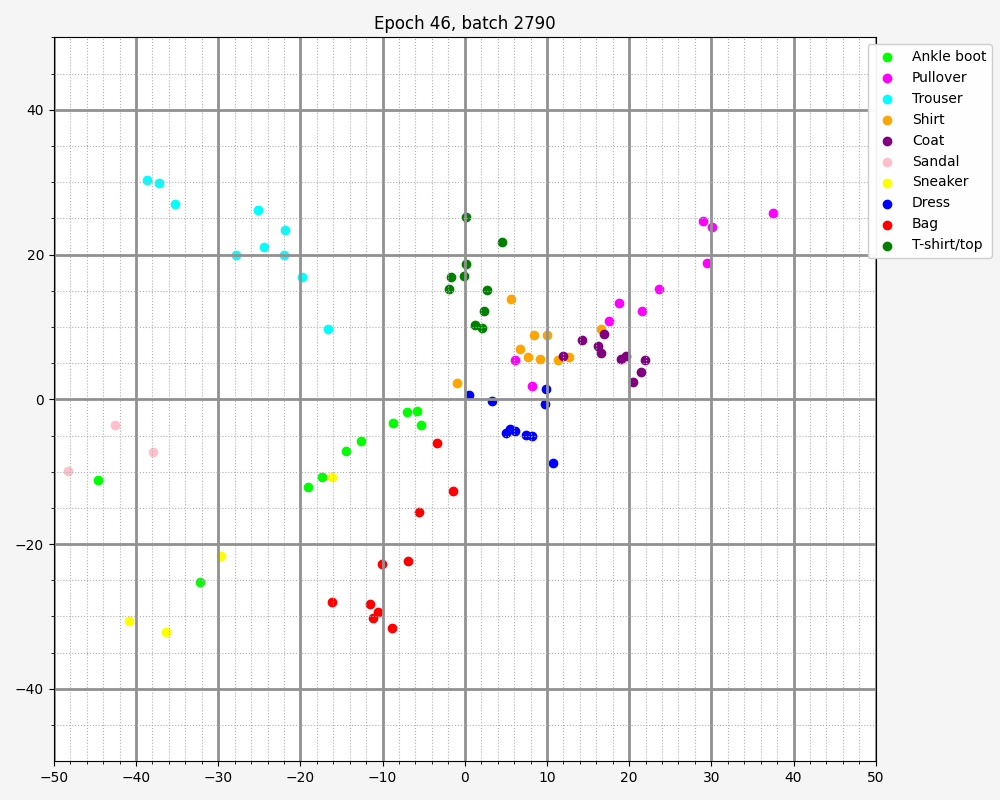 Epoch 46, batch 2790
Ankle boot
Pullover
Trouser
Shirt
Coat
Sandal
Sneaker
Dress
Bag
T-shirt/top
40
20
0
−20
−40
−50 −40 −30 −20 −10 0 10 20 30 40 50